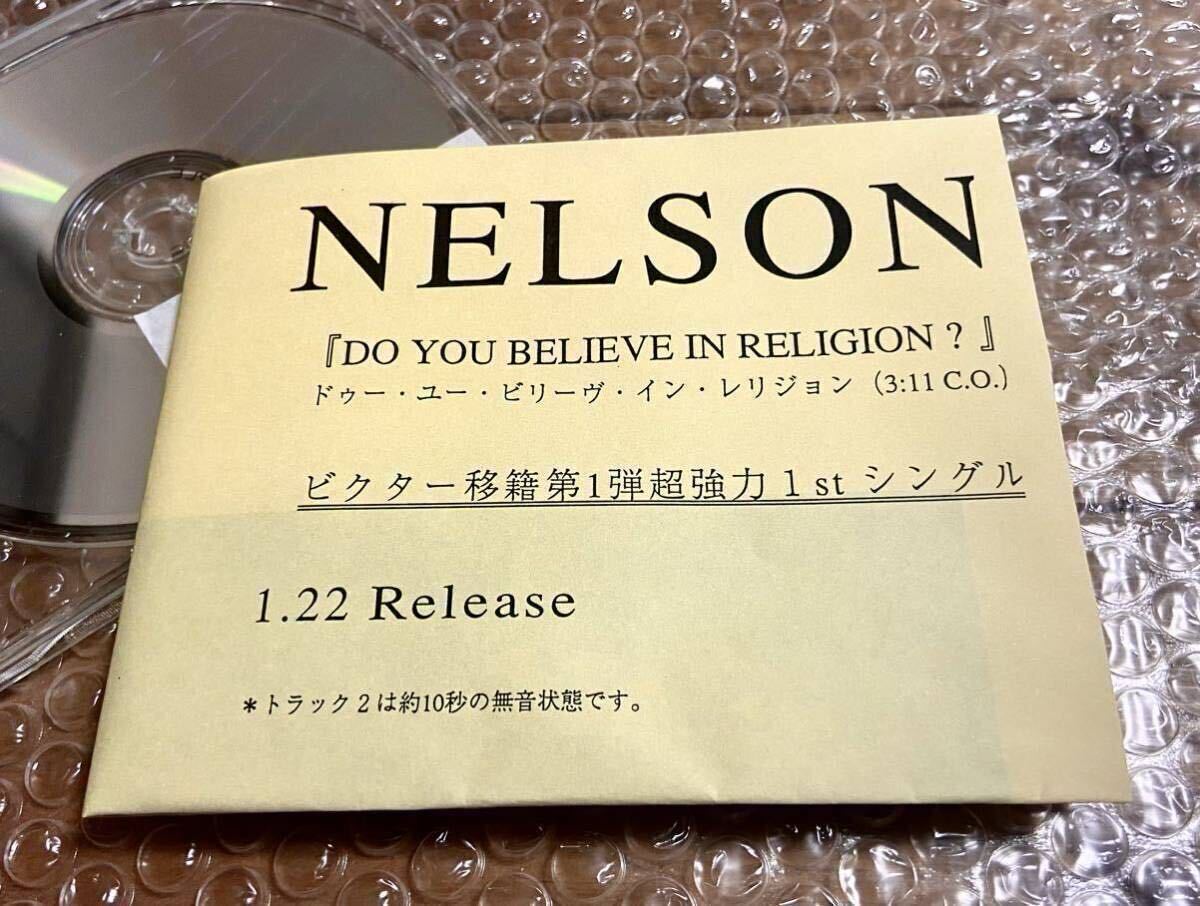 NELSON
『DO YOU BELIEVE IN RELIGION ? 』
ドゥー・ユー・ビリーヴ・イン・レリジョン（3:11 C.O.）
ビクター移籍第1弾超強力1st シングル
1.22 Release
＊トラック2は約10秒の無音状態です。